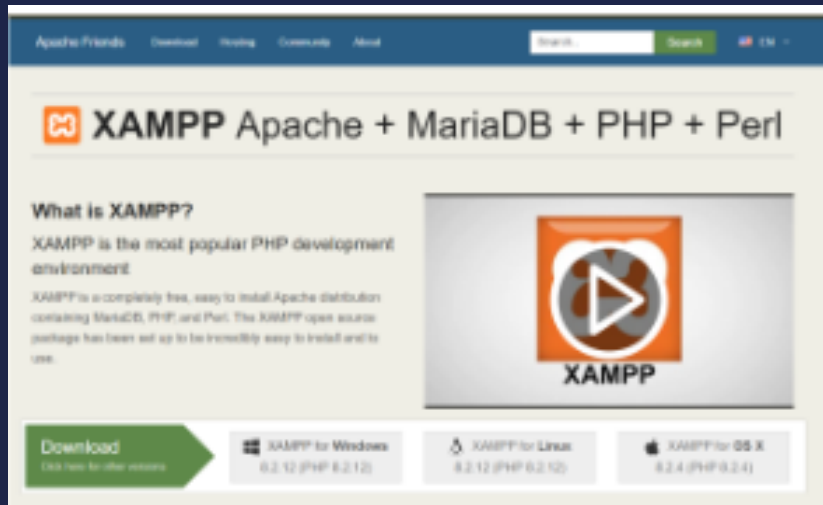 Apache Friends Download Hosting Community About Search... Search EN
XAMPP Apache + MariaDB + PHP + Perl
What is XAMPP?
XAMPP is the most popular PHP development
environment
XAMPP is a completely free, easy to install Apache distribution
containing MariaDB, PHP, and Perl. The XAMPP open source
package has been set up to be incredibly easy to install and to
use.
XAMPP
Download
Click here for other versions
XAMPP for Windows
8.2.12 (PHP 8.2.12)
XAMPP for Linux
8.2.12 (PHP 8.2.12)
XAMPP for OS X
8.2.4 (PHP 8.2.4)